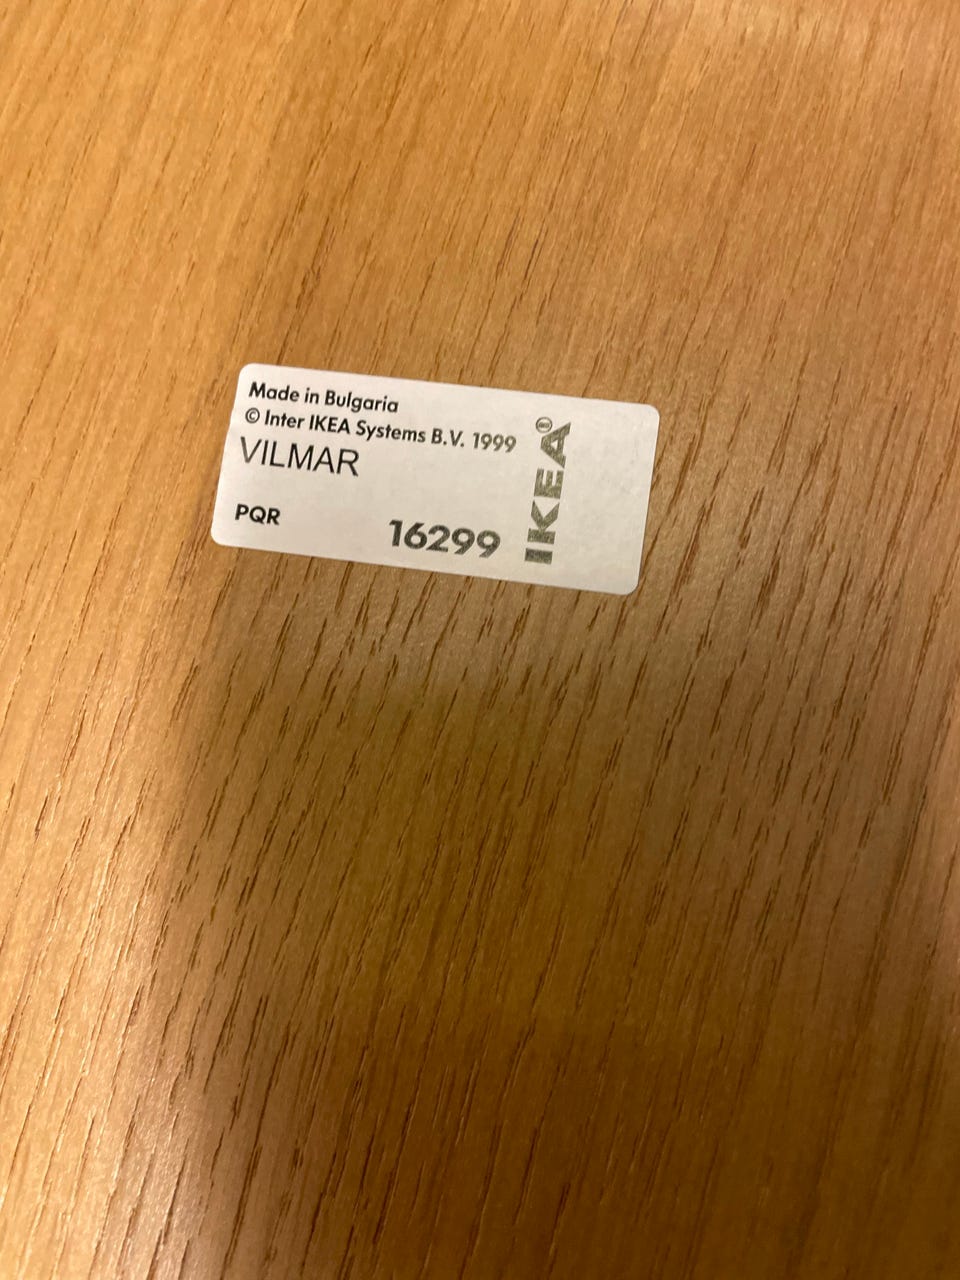 Made in Bulgaria
© Inter IKEA Systems B.V. 1999
VILMAR
PQR
16299
IKEA®